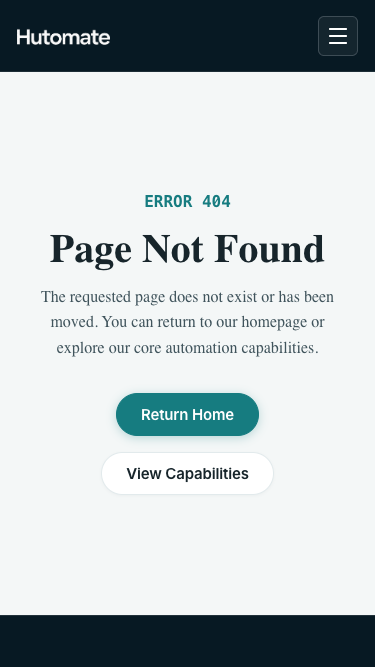 Hutomate
ERROR 404
Page Not Found
The requested page does not exist or has been
moved. You can return to our homepage or
explore our core automation capabilities.
Return Home
View Capabilities